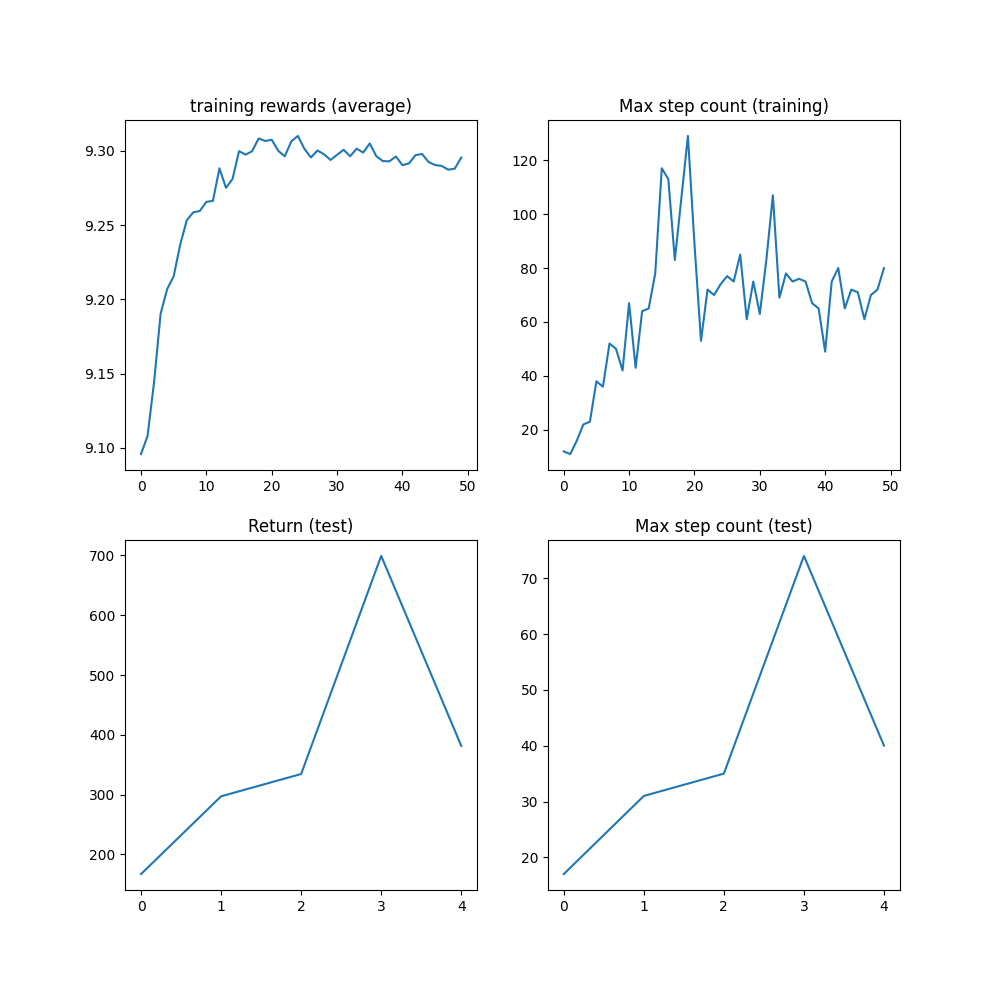 training rewards (average)
9.30
9.25
9.20
9.15
9.10
0 10 20 30 40 50
Max step count (training)
120
100
80
60
40
20
0 10 20 30 40 50
Return (test)
700
600
500
400
300
200
0 1 2 3 4
Max step count (test)
70
60
50
40
30
20
0 1 2 3 4